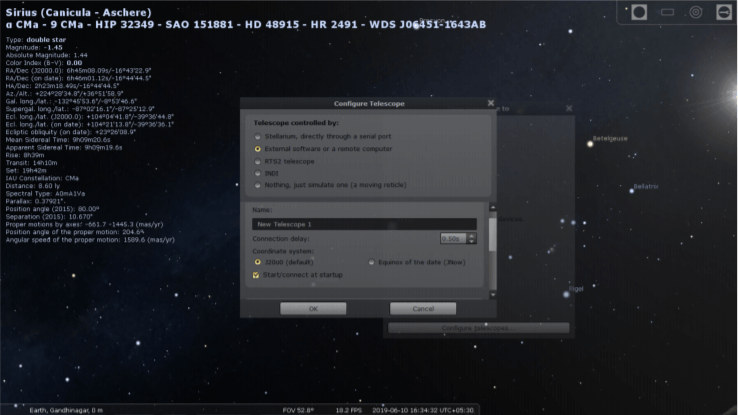 Sirius (Canicula - Aschere)
α CMa - 9 CMa - HIP 32349 - SAO 151881 - HD 48915 - HR 2491 - WDS J06451-1643AB
Type: double star
Magnitude: -1.45
Absolute Magnitude: 1.44
Color Index (B-V): 0.00
RA/Dec (J2000.0): 6h45m08.09s/-16°43'22.9"
RA/Dec (on date): 6h46m01.12s/-16°44'44.5"
HA/Dec: 2h23m18.49s/-16°44'44.5"
Az./Alt.: +224°28'34.8"/+36°51'58.9"
Gal. long./lat.: -132°45'53.6"/-8°53'46.6"
Supergal. long./lat.: -87°02'16.1"/-87°25'12.9"
Ecl. long./lat. (J2000.0): +104°04'41.8"/-39°36'44.8"
Ecl. long./lat. (on date): +104°21'13.8"/-39°36'36.1"
Ecliptic obliquity (on date): +23°26'08.9"
Mean Sidereal Time: 9h09m20.6s
Apparent Sidereal Time: 9h09m19.6s
Rise: 8h39m
Transit: 14h10m
Set: 19h42m
IAU Constellation: CMa
Distance: 8.60 ly
Spectral Type: A0mA1Va
Parallax: 0.37921"
Position angle (2015): 80.00°
Separation (2015): 10.670"
Proper motions by axes: -661.7 -1445.3 (mas/yr)
Position angle of the proper motion: 204.6°
Angular speed of the proper motion: 1589.6 (mas/yr)
Configure Telescope
Telescope controlled by:
Stellarium, directly through a serial port
External software or a remote computer
RTS2 telescope
INDI
Nothing, just simulate one (a moving reticle)
Name:
New Telescope 1
Connection delay: 0.50s
Coordinate system:
J2000 (default) Equinox of the date (JNow)
Start/connect at startup
OK Cancel
to
Configure telescopes...
Betelgeuse
Bellatrix
Rigel
Earth, Gandhinagar, 0 m FOV 52.8° 18.2 FPS 2019-06-10 16:34:32 UTC+05:30